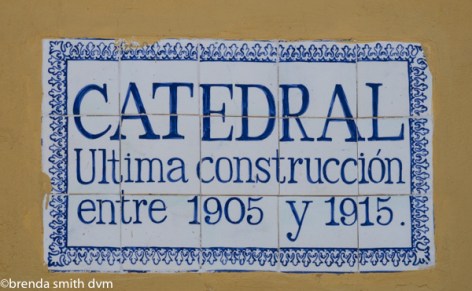 CATEDRAL
Ultima construcción
entre 1905 y 1915.
©brenda smith dvm